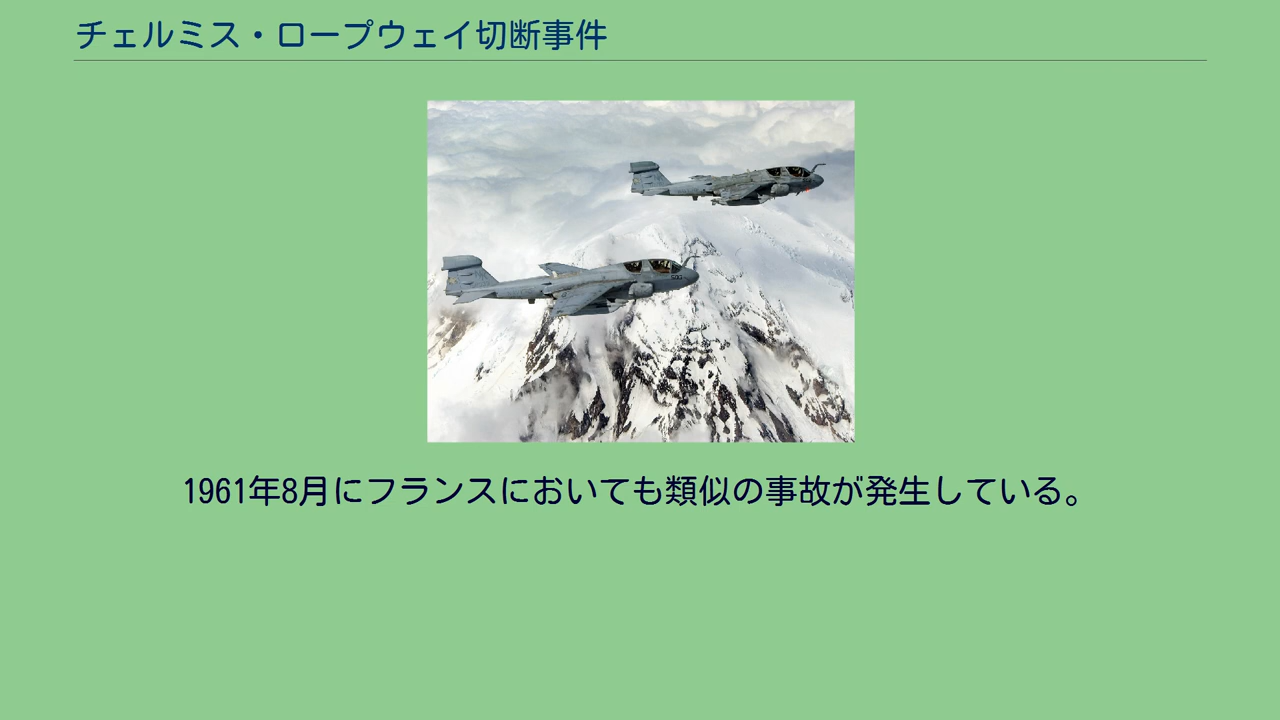 チェルミス・ロープウェイ切断事件
1961年8月にフランスにおいても類似の事故が発生している。